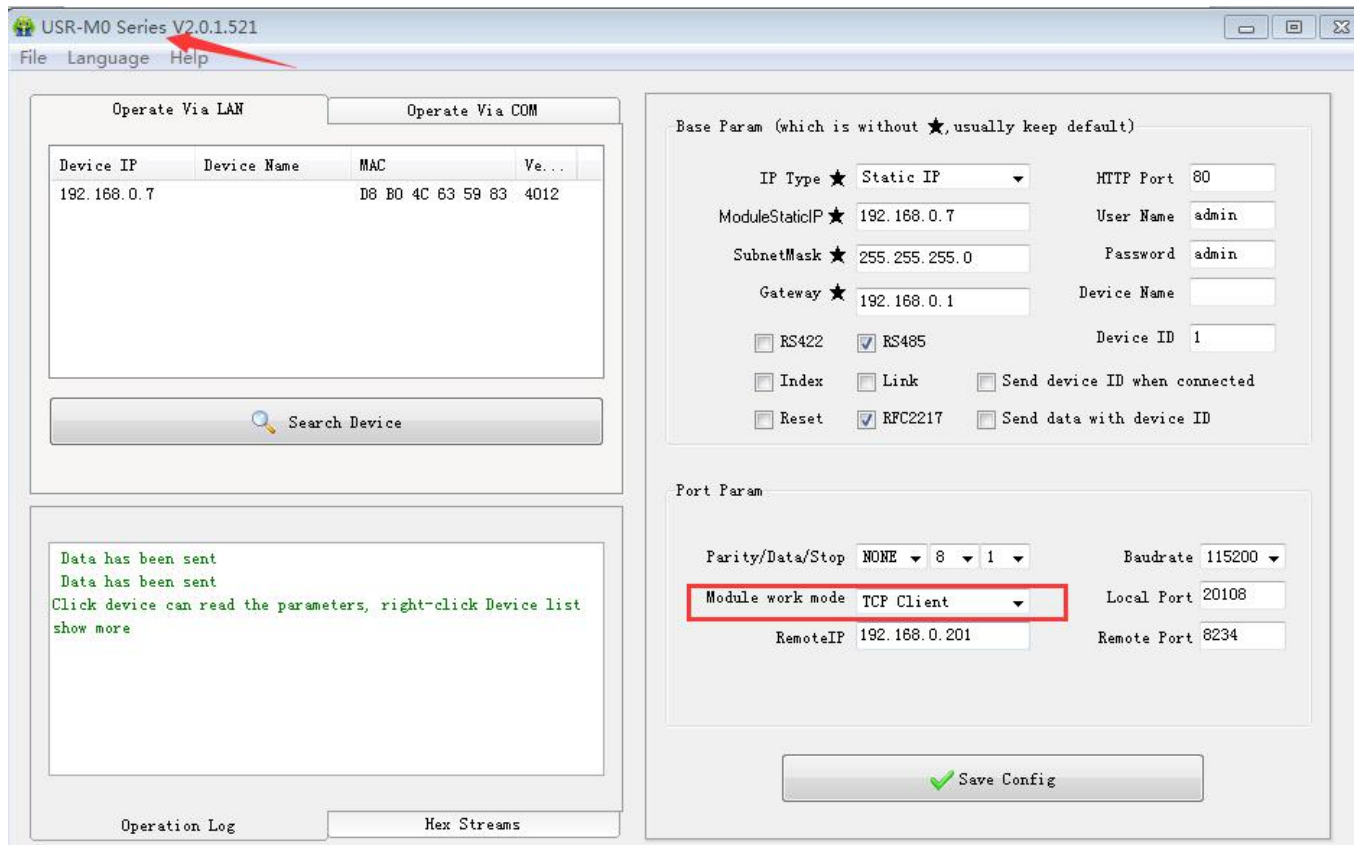 USR-M0 Series V2.0.1.521
File Language Help
Operate Via LAN
Operate Via COM
Device IP Device Name MAC Ve...
192.168.0.7 D8 B0 4C 63 59 83 4012
Search Device
Data has been sent
Data has been sent
Click device can read the parameters, right-click Device list
show more
Operation Log
Hex Streams
Base Param (which is without ★,usually keep default)
IP Type ★ Static IP HTTP Port 80
ModuleStaticIP ★ 192.168.0.7 User Name admin
SubnetMask ★ 255.255.255.0 Password admin
Gateway ★ 192.168.0.1 Device Name
RS422 RS485 Device ID 1
Index Link Send device ID when connected
Reset RFC2217 Send data with device ID
Port Param
Parity/Data/Stop NONE 8 1 Baudrate 115200
Module work mode TCP Client Local Port 20108
RemoteIP 192.168.0.201 Remote Port 8234
Save Config